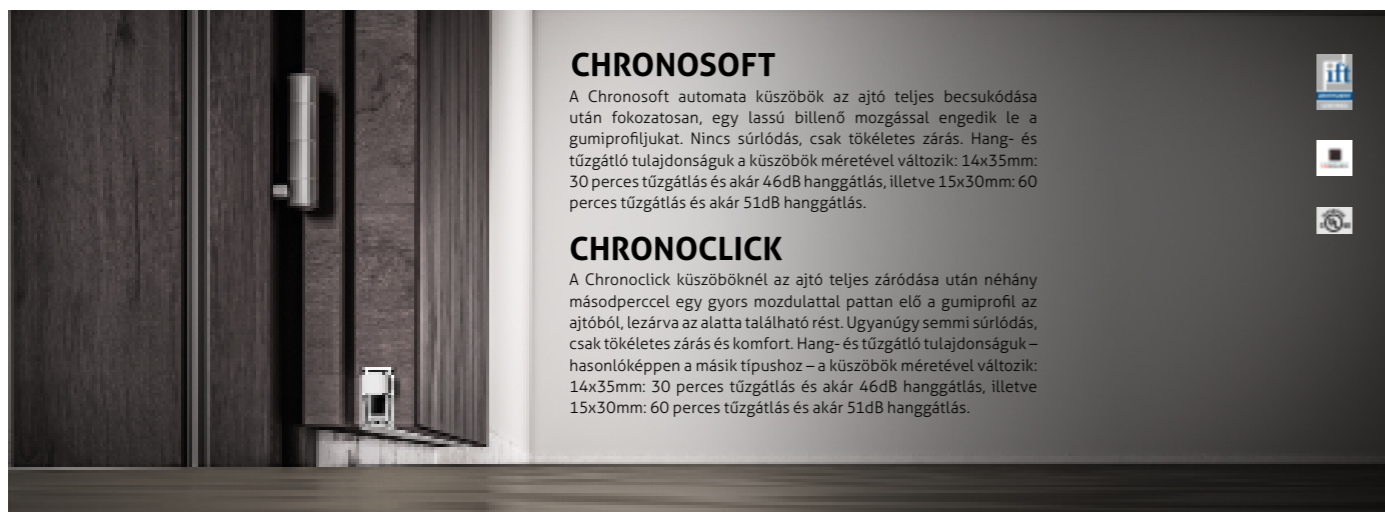 CHRONOSOFT
A Chronosoft automata küszöbök az ajtó teljes becsukódása
után fokozatosan, egy lassú billenő mozgással engedik le a
gumiprofiljukat. Nincs súrlódás, csak tökéletes zárás. Hang- és
tűzgátló tulajdonságuk a küszöbök méretével változik: 14x35mm:
30 perces tűzgátlás és akár 46dB hanggátlás, illetve 15x30mm: 60
perces tűzgátlás és akár 51dB hanggátlás.
CHRONOCLICK
A Chronoclick küszöböknél az ajtó teljes záródása után néhány
másodperccel egy gyors mozdulattal pattan elő a gumiprofil az
ajtóból, lezárva az alatta található rést. Ugyanúgy semmi súrlódás,
csak tökéletes zárás és komfort. Hang- és tűzgátló tulajdonságuk –
hasonlóképpen a másik típushoz – a küszöbök méretével változik:
14x35mm: 30 perces tűzgátlás és akár 46dB hanggátlás, illetve
15x30mm: 60 perces tűzgátlás és akár 51dB hanggátlás.
ift
UL